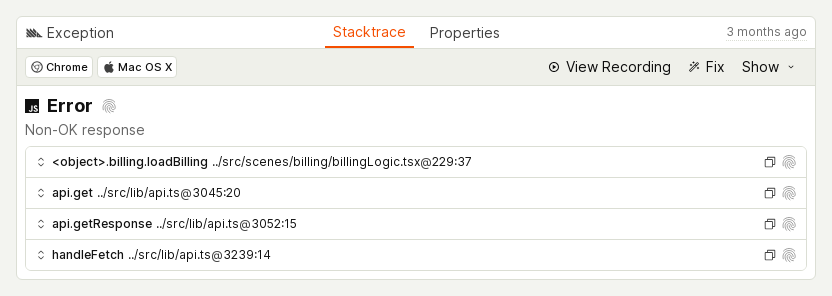 Exception Stacktrace Properties 3 months ago
Chrome Mac OS X View Recording Fix Show
JS Error
Non-OK response
<object>.billing.loadBilling ../src/scenes/billing/billingLogic.tsx@229:37
api.get ../src/lib/api.ts@3045:20
api.getResponse ../src/lib/api.ts@3052:15
handleFetch ../src/lib/api.ts@3239:14